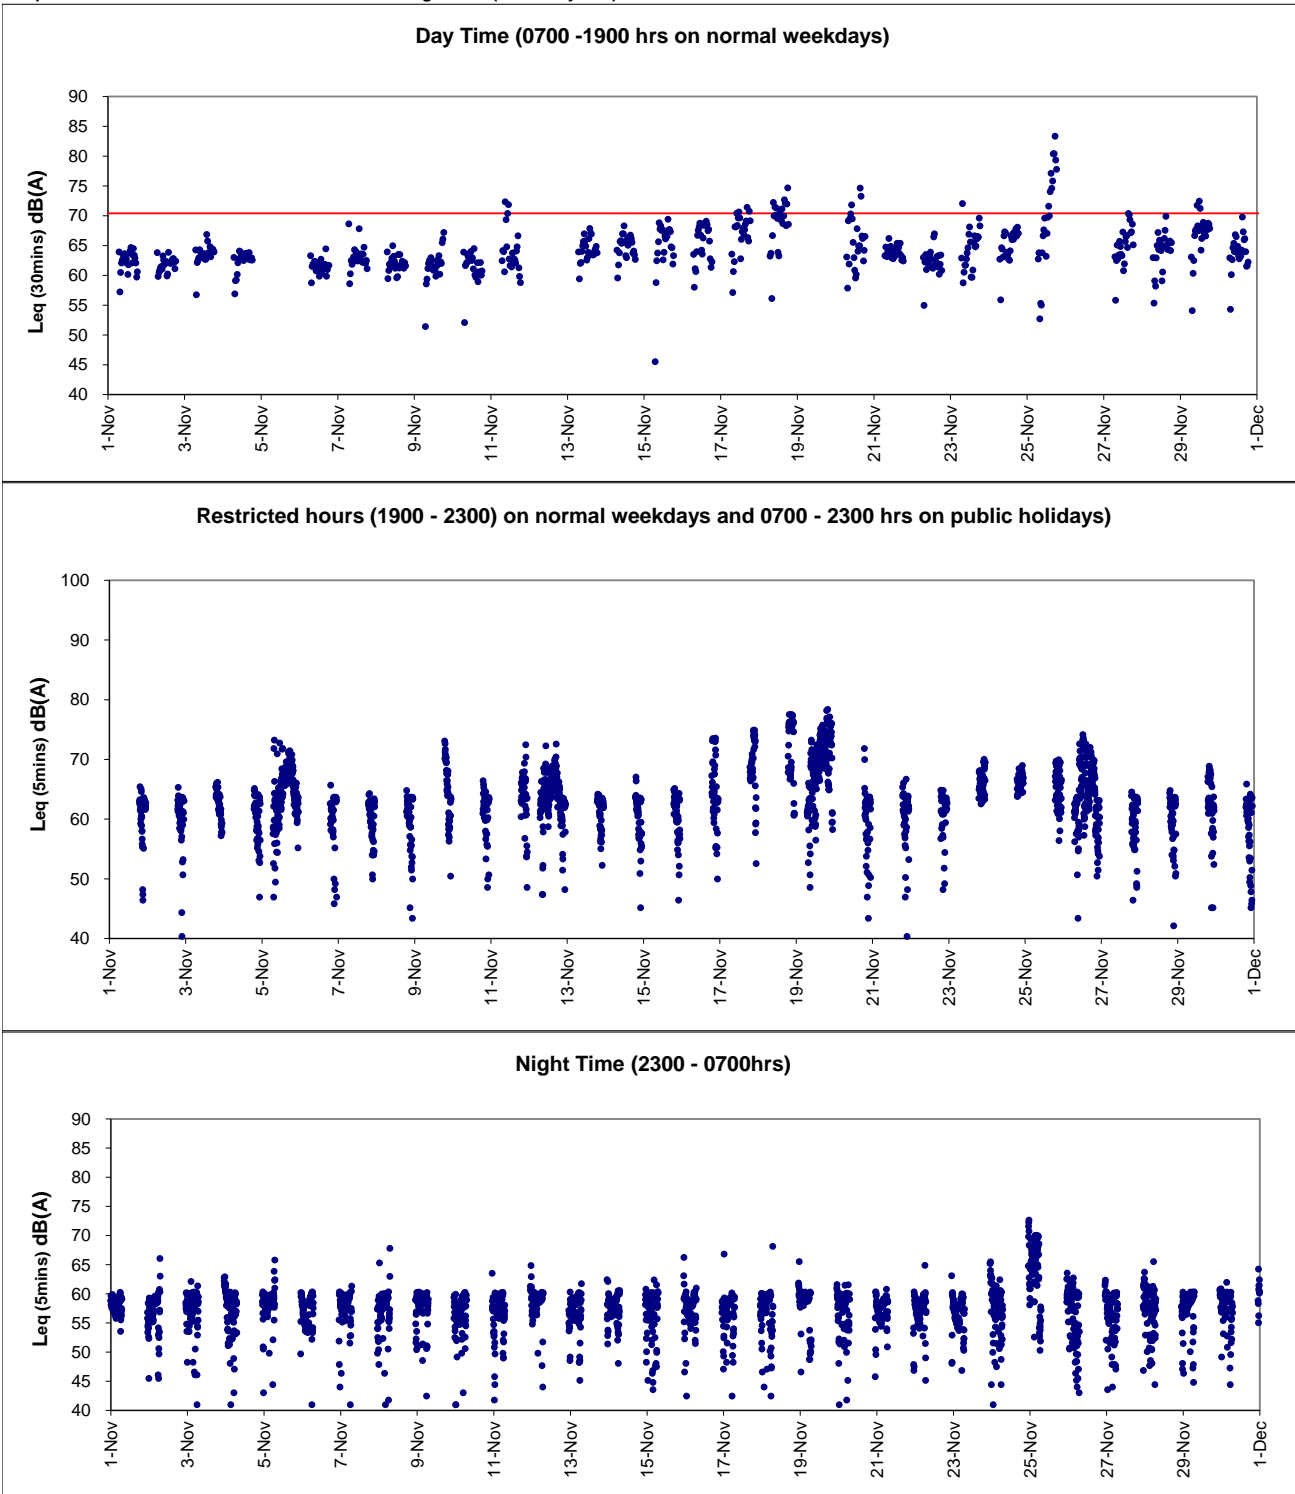 Day Time (0700 -1900 hrs on normal weekdays)
Leq (30mins) dB(A)
90
85
80
75
70
65
60
55
50
45
40
1-Nov
3-Nov
5-Nov
7-Nov
9-Nov
11-Nov
13-Nov
15-Nov
17-Nov
19-Nov
21-Nov
23-Nov
25-Nov
27-Nov
29-Nov
1-Dec
Restricted hours (1900 - 2300) on normal weekdays and 0700 - 2300 hrs on public holidays)
Leq (5mins) dB(A)
100
90
80
70
60
50
40
1-Nov
3-Nov
5-Nov
7-Nov
9-Nov
11-Nov
13-Nov
15-Nov
17-Nov
19-Nov
21-Nov
23-Nov
25-Nov
27-Nov
29-Nov
1-Dec
Night Time (2300 - 0700hrs)
Leq (5mins) dB(A)
90
85
80
75
70
65
60
55
50
45
40
1-Nov
3-Nov
5-Nov
7-Nov
9-Nov
11-Nov
13-Nov
15-Nov
17-Nov
19-Nov
21-Nov
23-Nov
25-Nov
27-Nov
29-Nov
1-Dec